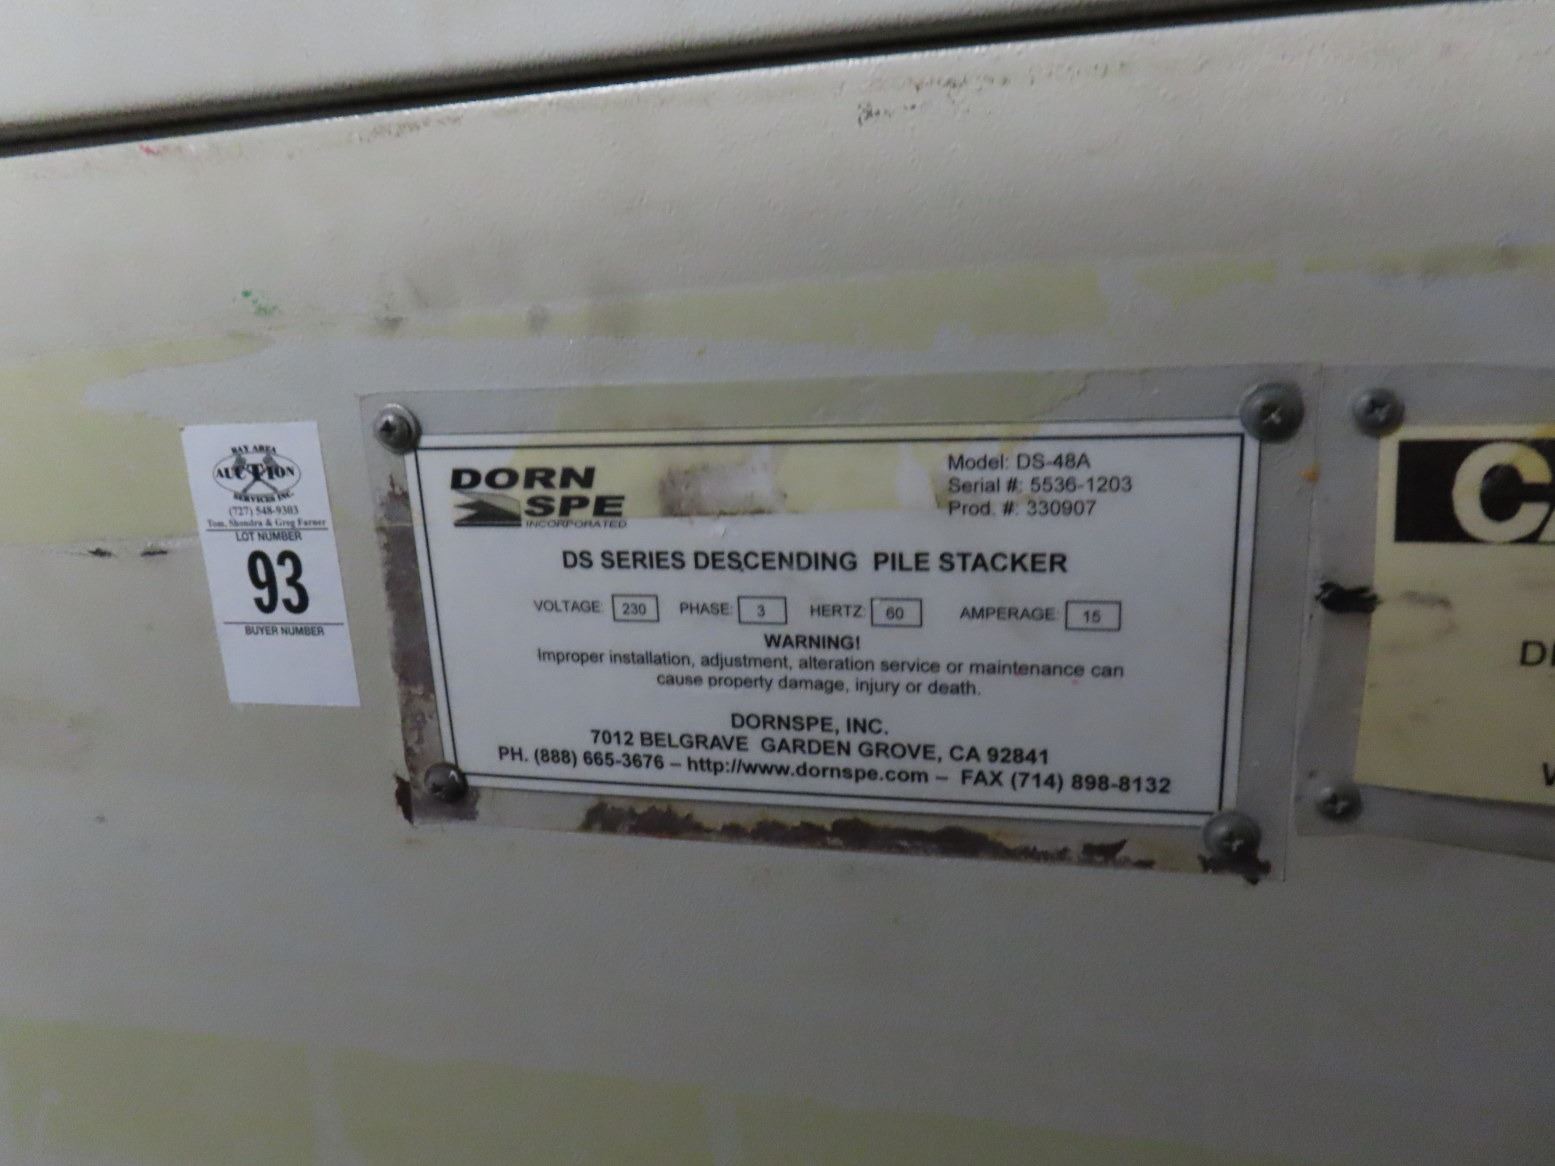 BAY AREA
AUCTION
SERVICES INC.
(727) 548-9303
Tom, Shondra & Greg Farner
LOT NUMBER
93
BUYER NUMBER
DORN
SPE
INCORPORATED
Model: DS-48A
Serial #: 5536-1203
Prod. #: 330907
DS SERIES DESCENDING PILE STACKER
VOLTAGE: 230 PHASE: 3 HERTZ: 60 AMPERAGE: 15
WARNING!
Improper installation, adjustment, alteration service or maintenance can
cause property damage, injury or death.
DORNSPE, INC.
7012 BELGRAVE GARDEN GROVE, CA 92841
PH. (888) 665-3676 – http://www.dornspe.com – FAX (714) 898-8132